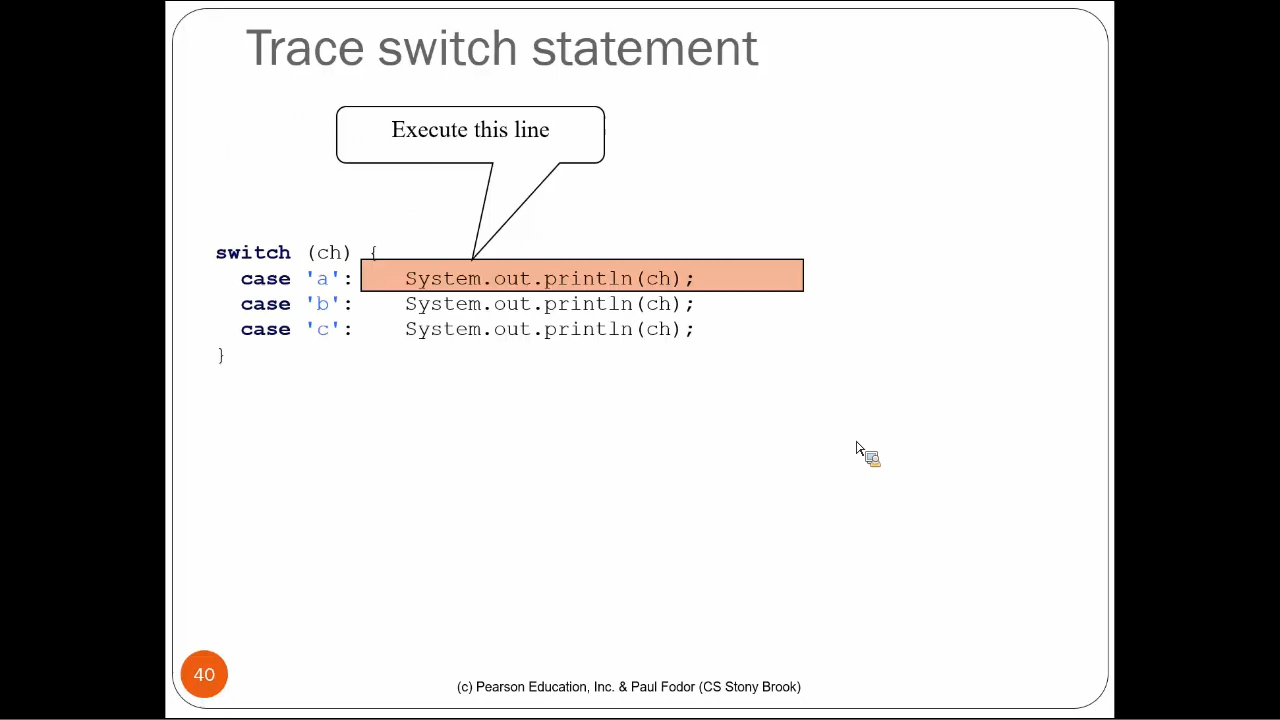 Trace switch statement
Execute this line
switch (ch) {
case 'a': System.out.println(ch);
case 'b': System.out.println(ch);
case 'c': System.out.println(ch);
}
40
(c) Pearson Education, Inc. & Paul Fodor (CS Stony Brook)